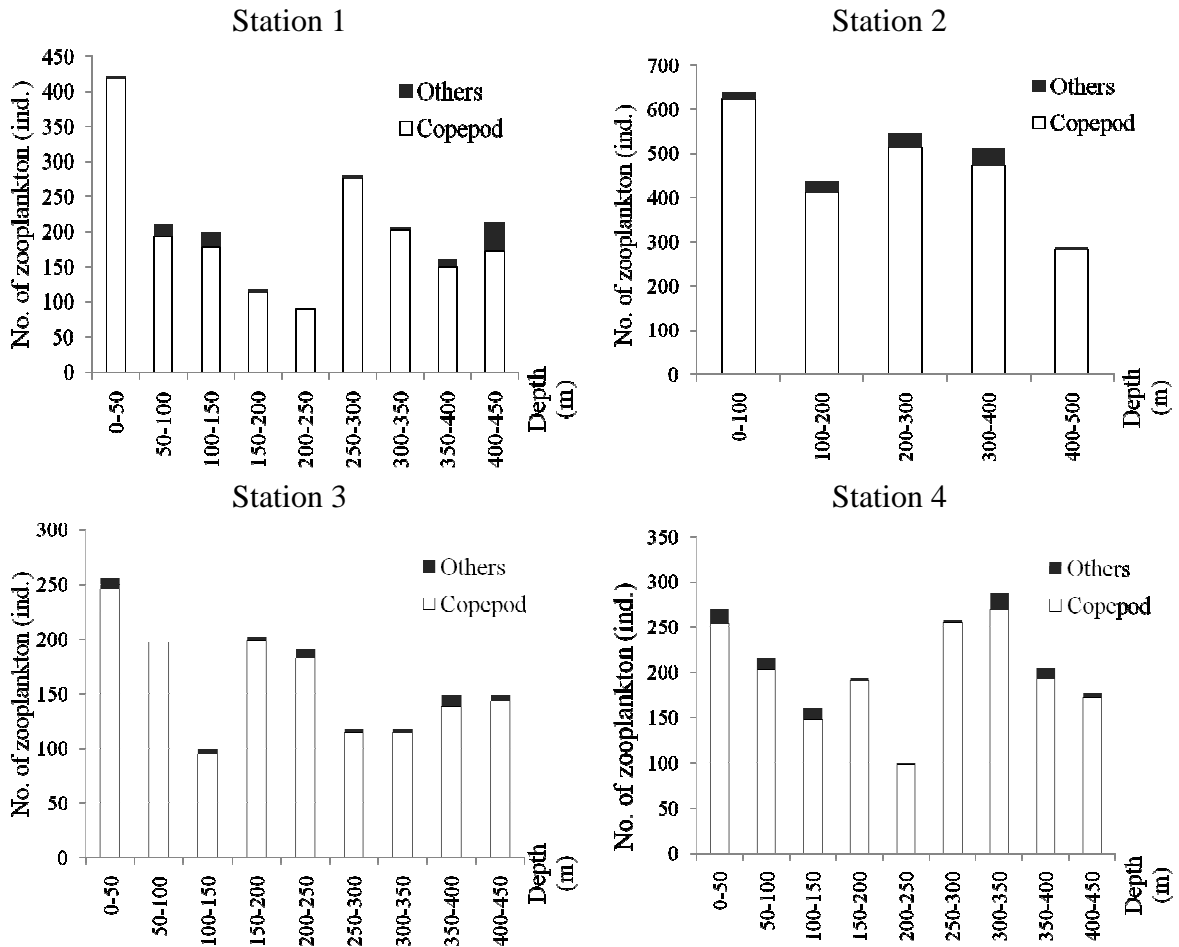 Station 1
No. of zooplankton (ind.)
450
400
350
300
250
200
150
100
50
0
Others
Copepod
0-50
50-100
100-150
150-200
200-250
250-300
300-350
350-400
400-450
Depth
(m)
Station 2
No. of zooplankton (ind.)
700
600
500
400
300
200
100
0
Others
Copepod
0-100
100-200
200-300
300-400
400-500
Depth
(m)
Station 3
No. of zooplankton (ind.)
300
250
200
150
100
50
0
Others
Copepod
0-50
50-100
100-150
150-200
200-250
250-300
300-350
350-400
400-450
Depth
(m)
Station 4
No. of zooplankton (ind.)
350
300
250
200
150
100
50
0
Others
Copepod
0-50
50-100
100-150
150-200
200-250
250-300
300-350
350-400
400-450
Depth
(m)